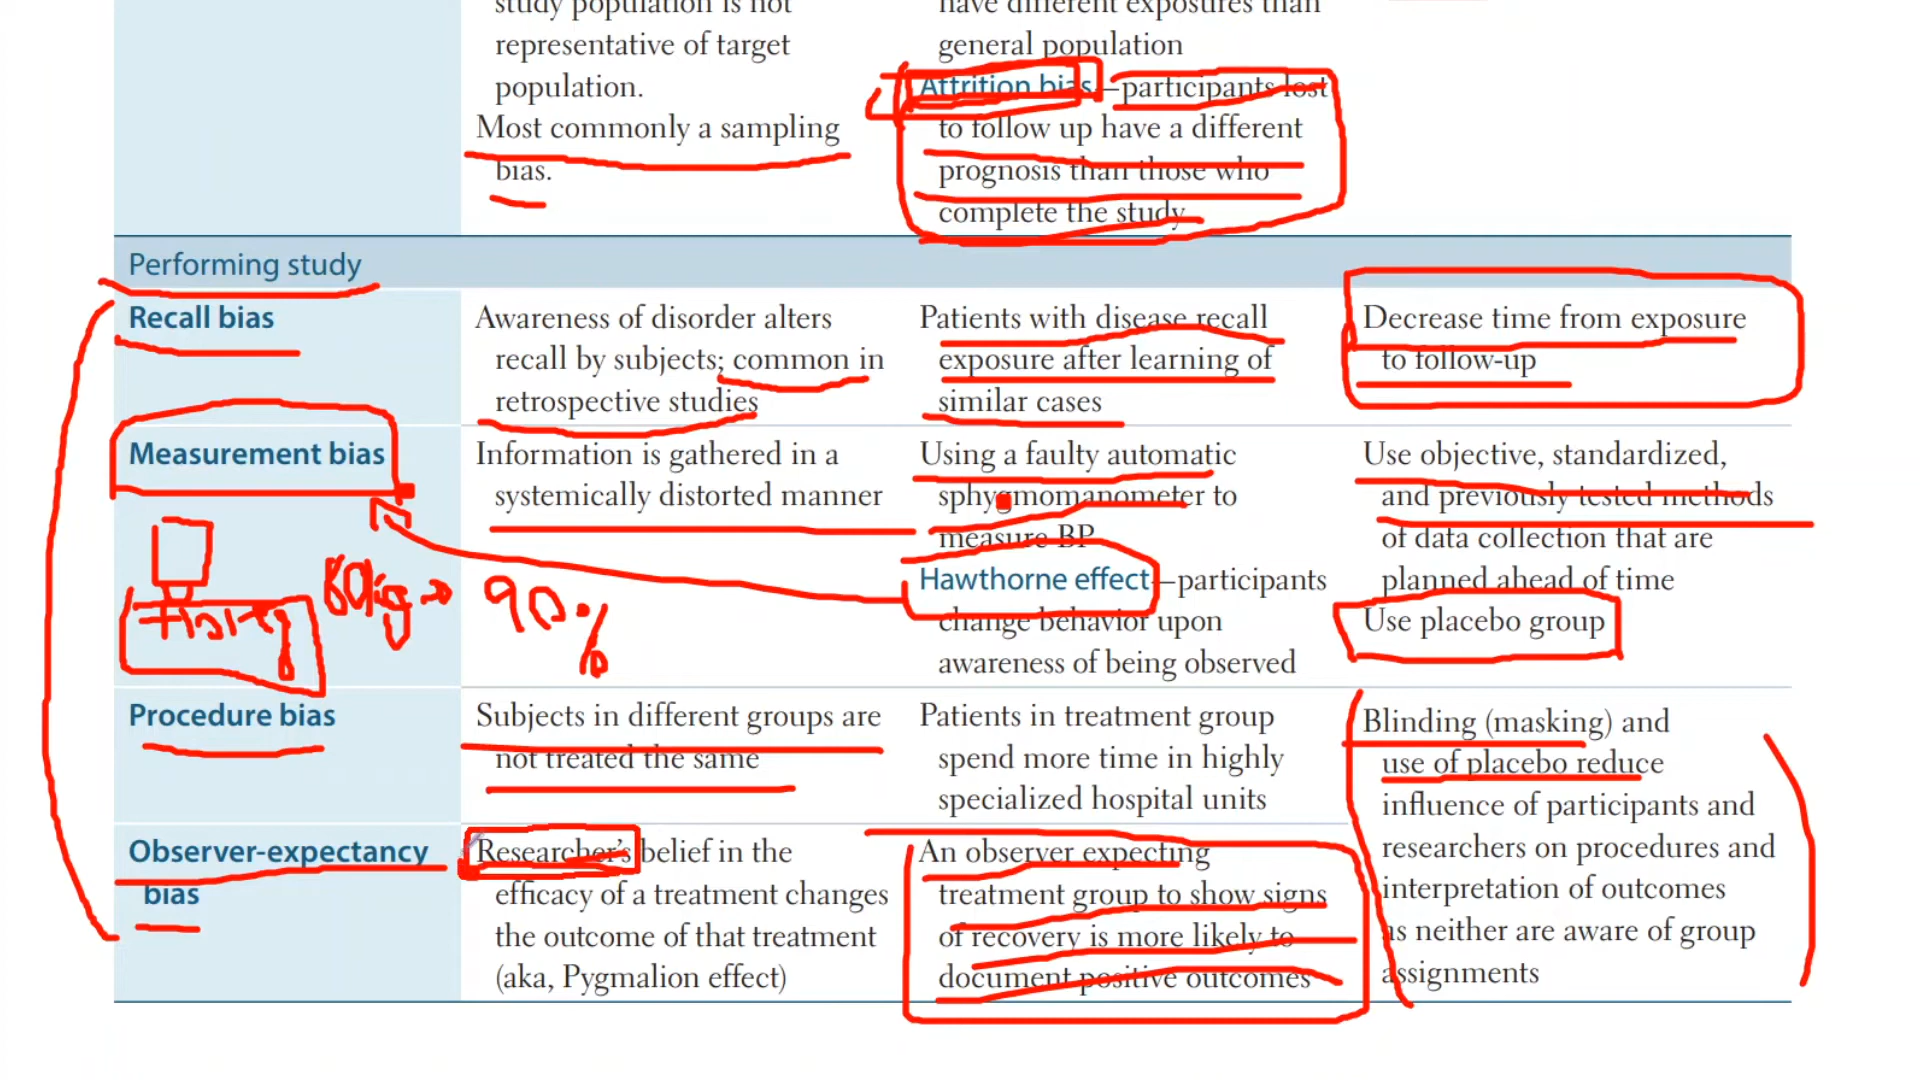 study population is not
representative of target
population.
Most commonly a sampling
bias.
have different exposures than
general population
Attrition bias—participants lost
to follow up have a different
prognosis than those who
complete the study
Performing study
Recall bias
Awareness of disorder alters
recall by subjects; common in
retrospective studies
Patients with disease recall
exposure after learning of
similar cases
Decrease time from exposure
to follow-up
Measurement bias
Information is gathered in a
systemically distorted manner
Using a faulty automatic
sphygmomanometer to
measure BP
Hawthorne effect—participants
change behavior upon
awareness of being observed
Use objective, standardized,
and previously tested methods
of data collection that are
planned ahead of time
Use placebo group
80kg → 90%
Procedure bias
Subjects in different groups are
not treated the same
Patients in treatment group
spend more time in highly
specialized hospital units
Blinding (masking) and
use of placebo reduce
influence of participants and
researchers on procedures and
interpretation of outcomes
as neither are aware of group
assignments
Observer-expectancy
bias
Researcher's belief in the
efficacy of a treatment changes
the outcome of that treatment
(aka, Pygmalion effect)
An observer expecting
treatment group to show signs
of recovery is more likely to
document positive outcomes